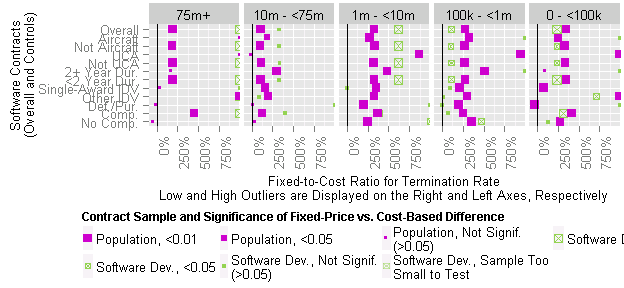 75m+ 10m - <75m 1m - <10m 100k - <1m 0 - <100k
Software Contracts
(Overall and Controls)
Overall
Aircraft
Not Aircraft
UCA
Not UCA
2+ Year Dur.
<2 Year Dur.
Single-Award IDV
Other IDV
Def/Pur.
Comp.
No Comp.
0% 250% 500% 750% 0% 250% 500% 750% 0% 250% 500% 750% 0% 250% 500% 750% 0% 250% 500% 750%
Fixed-to-Cost Ratio for Termination Rate
Low and High Outliers are Displayed on the Right and Left Axes, Respectively
Contract Sample and Significance of Fixed-Price vs. Cost-Based Difference
Population, <0.01 Population, <0.05 Population, Not Signif. (>0.05) Software D
Software Dev., <0.05 Software Dev., Not Signif. (>0.05) Software Dev., Sample Too Small to Test